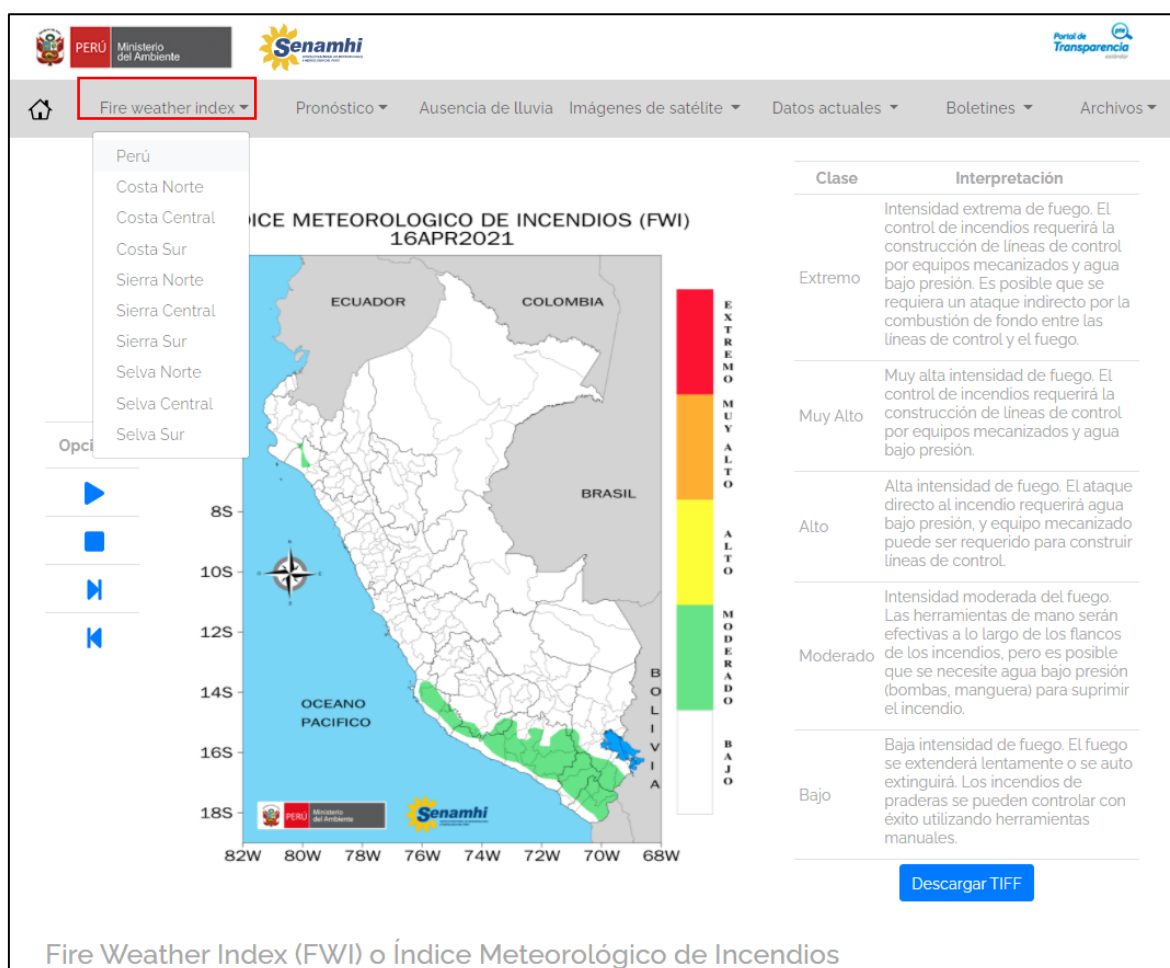 PERÚ
Ministerio
del Ambiente
Senamhi
Portal de
Transparencia
estándar
Fire weather index
Pronóstico
Ausencia de lluvia
Imágenes de satélite
Datos actuales
Boletines
Archivos
Perú
Costa Norte
Costa Central
Costa Sur
Sierra Norte
Sierra Central
Sierra Sur
Selva Norte
Selva Central
Selva Sur
Opci
ICE METEOROLOGICO DE INCENDIOS (FWI)
16APR2021
ECUADOR
COLOMBIA
BRASIL
BOLIVIA
OCEANO
PACIFICO
8S
10S
12S
14S
16S
18S
82W 80W 78W 76W 74W 72W 70W 68W
PERÚ
Ministerio
del Ambiente
Senamhi
EXTREMO
MUY ALTO
ALTO
MODERADO
BAJO
Clase Interpretación
Extremo
Intensidad extrema de fuego. El
control de incendios requerirá la
construcción de líneas de control
por equipos mecanizados y agua
bajo presión. Es posible que se
requiera un ataque indirecto por la
combustión de fondo entre las
líneas de control y el fuego.
Muy Alto
Muy alta intensidad de fuego. El
control de incendios requerirá la
construcción de líneas de control
por equipos mecanizados y agua
bajo presión.
Alto
Alta intensidad de fuego. El ataque
directo al incendio requerirá agua
bajo presión, y equipo mecanizado
puede ser requerido para construir
líneas de control.
Moderado
Intensidad moderada del fuego.
Las herramientas de mano serán
efectivas a lo largo de los flancos
de los incendios, pero es posible
que se necesite agua bajo presión
(bombas, manguera) para suprimir
el incendio.
Bajo
Baja intensidad de fuego. El fuego
se extenderá lentamente o se auto
extinguirá. Los incendios de
praderas se pueden controlar con
éxito utilizando herramientas
manuales.
Descargar TIFF
Fire Weather Index (FWI) o Índice Meteorológico de Incendios